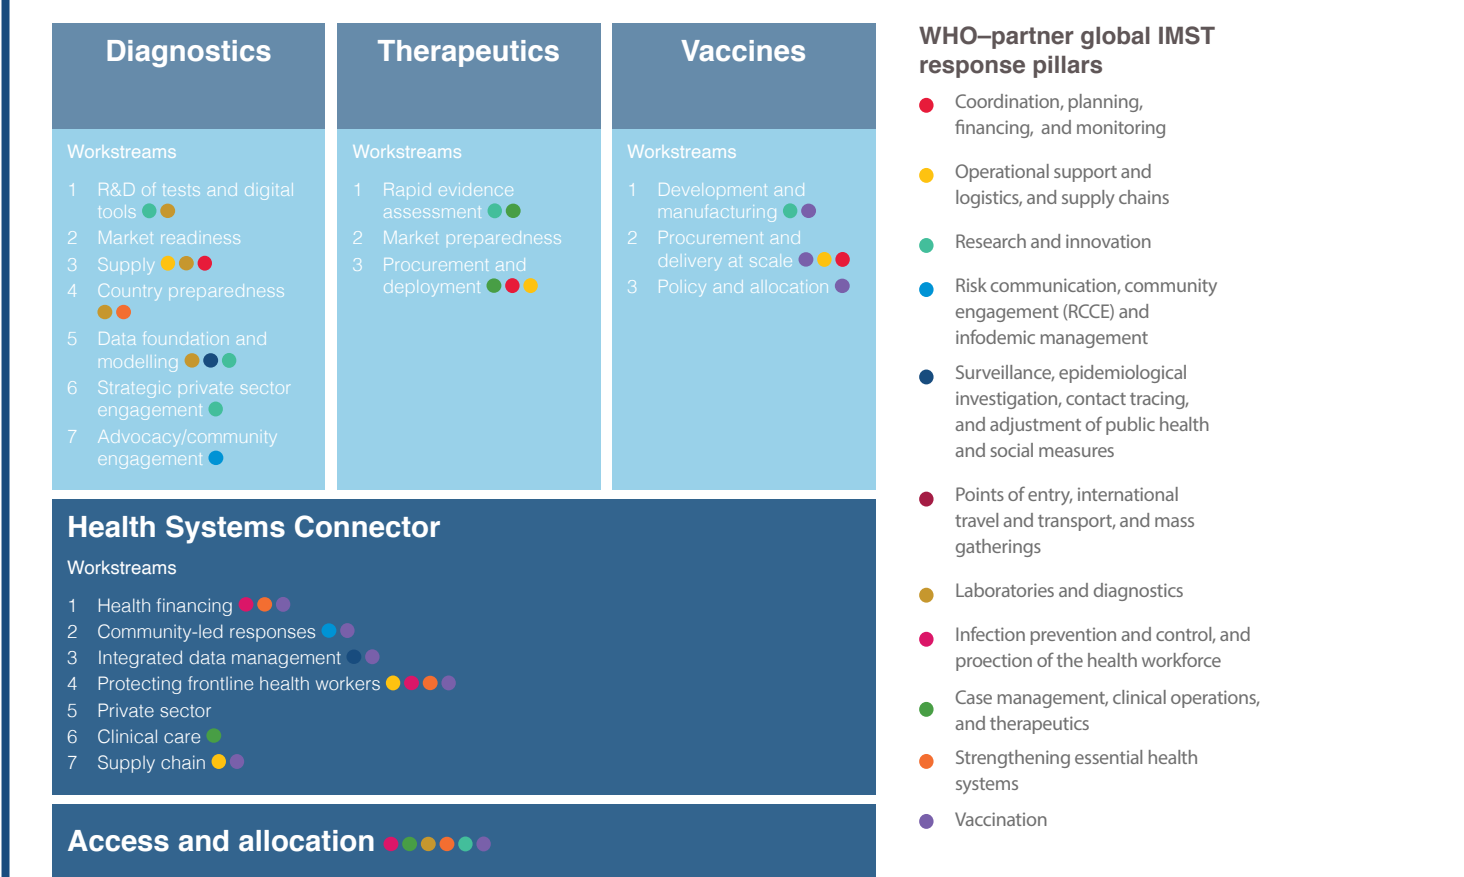 Diagnostics
Workstreams
1 R&D of tests and digital
tools
2 Market readiness
3 Supply
4 Country preparedness
5 Data foundation and
modelling
6 Strategic private sector
engagement
7 Advocacy/community
engagement
Therapeutics
Workstreams
1 Rapid evidence
assessment
2 Market preparedness
3 Procurement and
deployment
Vaccines
Workstreams
1 Development and
manufacturing
2 Procurement and
delivery at scale
3 Policy and allocation
Health Systems Connector
Workstreams
1 Health financing
2 Community-led responses
3 Integrated data management
4 Protecting frontline health workers
5 Private sector
6 Clinical care
7 Supply chain
Access and allocation
WHO–partner global IMST
response pillars
Coordination, planning,
financing, and monitoring
Operational support and
logistics, and supply chains
Research and innovation
Risk communication, community
engagement (RCCE) and
infodemic management
Surveillance, epidemiological
investigation, contact tracing,
and adjustment of public health
and social measures
Points of entry, international
travel and transport, and mass
gatherings
Laboratories and diagnostics
Infection prevention and control, and
proection of the health workforce
Case management, clinical operations,
and therapeutics
Strengthening essential health
systems
Vaccination